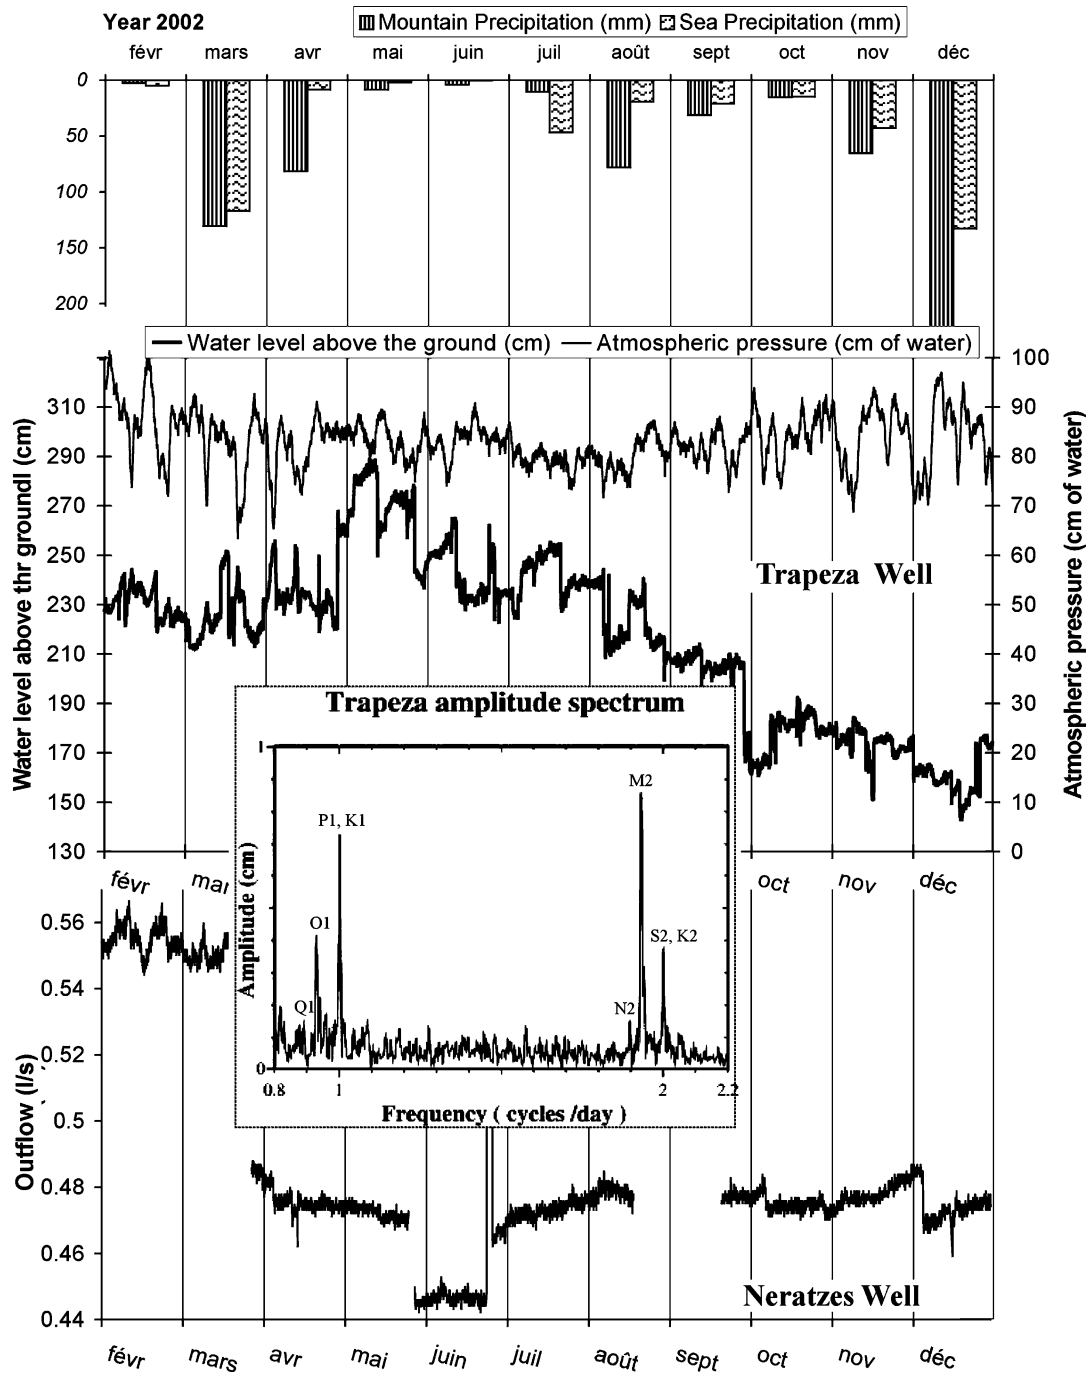 Year 2002
Mountain Precipitation (mm) Sea Precipitation (mm)
févr mars avr mai juin juil août sept oct nov déc
0
50
100
150
200
Water level above the ground (cm) Atmospheric pressure (cm of water)
Water level above thr groundl (cm)
310
290
270
250
230
210
190
170
150
130
100
90
80
70
60
50
40
30
20
10
0
Atmospheric pressure (cm of water)
Trapeza Well
Trapeza amplitude spectrum
1
0
Amplitude (cm)
Q1
O1
P1, K1
N2
M2
S2, K2
0.8 1 2 2.2
Frequency ( cycles /day )
févr mar oct nov déc
Outflow (l/s)
0.56
0.54
0.52
0.5
0.48
0.46
0.44
Neratzes Well
févr mars avr mai juin juil août sept oct nov déc